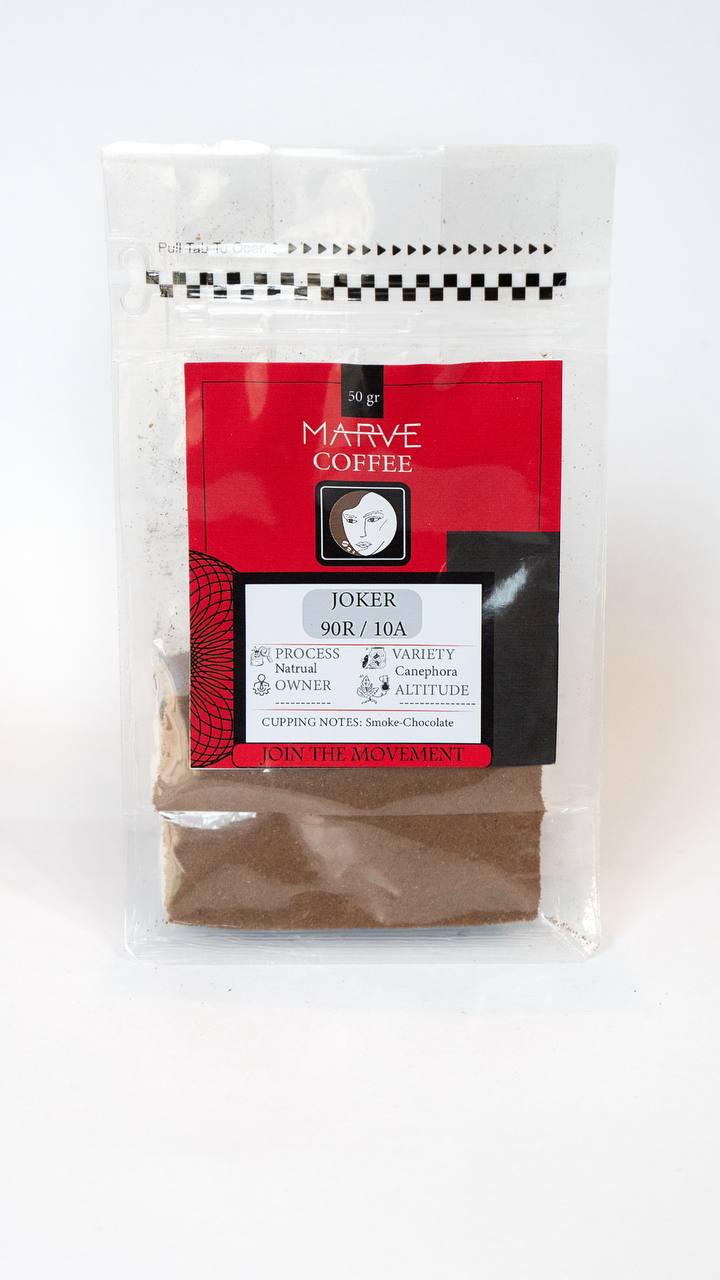 Pull Tab To Open
50 gr
MARVE
COFFEE
JOKER
90R / 10A
PROCESS
Natrual
VARIETY
Canephora
OWNER
ALTITUDE
CUPPING NOTES: Smoke-Chocolate
JOIN THE MOVEMENT